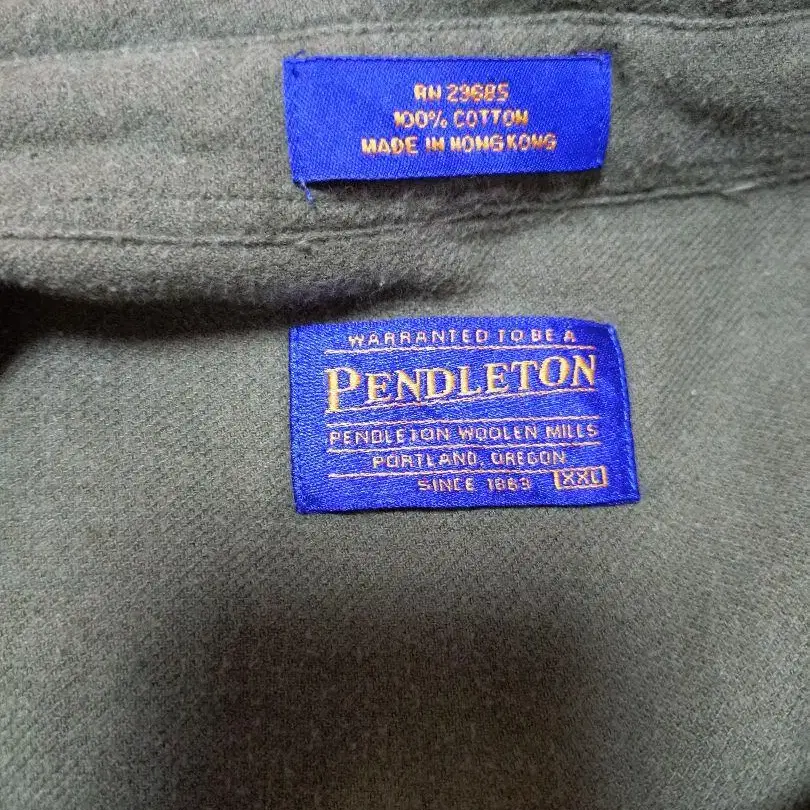 RN 29685
100% COTTON
MADE IN HONG KONG
WARRANTED TO BE A
PENDLETON
PENDLETON WOOLEN MILLS
PORTLAND, OREGON
SINCE 1863 XXL